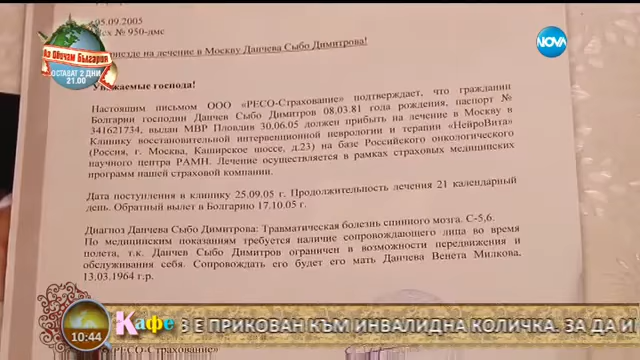 05.09.2005
Исх № 950-дмс
приезде на лечение в Москву Данчева Сыбо Димитрова!
Уважаемые господа!
Настоящим письмом ООО «РЕСО-Страхование» подтверждает, что граждании
Болгарии господин Данчев Сыбо Димитров 08.03.81 года рождения, паспорт №
341621734, выдан МВР Пловдив 30.06.05 должен прибыть на лечение в Москву в
Клинику восстановительной интервенционной неврологии и терапии «НейроВита»
(Россия, г. Москва, Каширское шоссе, д.23) на базе Российского онкологического
научного центра РАМН. Лечение осуществляется в рамках страховых медицинских
программ нашей страховой компании.
Дата поступления в клинику 25.09.05 г. Продолжительность лечения 21 календарный
день. Обратный вылет в Болгарию 17.10.05 г.
Диагноз Данчева Сыбо Димитрова: Травматическая болезнь спинного мозга. С-5,6.
По медицинским показаниям требуется наличие сопровождающего лица во время
полета, т.к. Данчев Сыбо Димитров ограничен в возможности передвижения и
обслуживания себя. Сопровождать его будет его мать Данчева Венета Милкова,
13.03.1964 г.р.
«РЕСО-Страхование»
Аз Обичам България
ОСТАВАТ 2 ДНИ
21.00
NOVA
10:44
Кафе
В Е ПРИКОВАН КЪМ ИНВАЛИДНА КОЛИЧКА. ЗА ДА